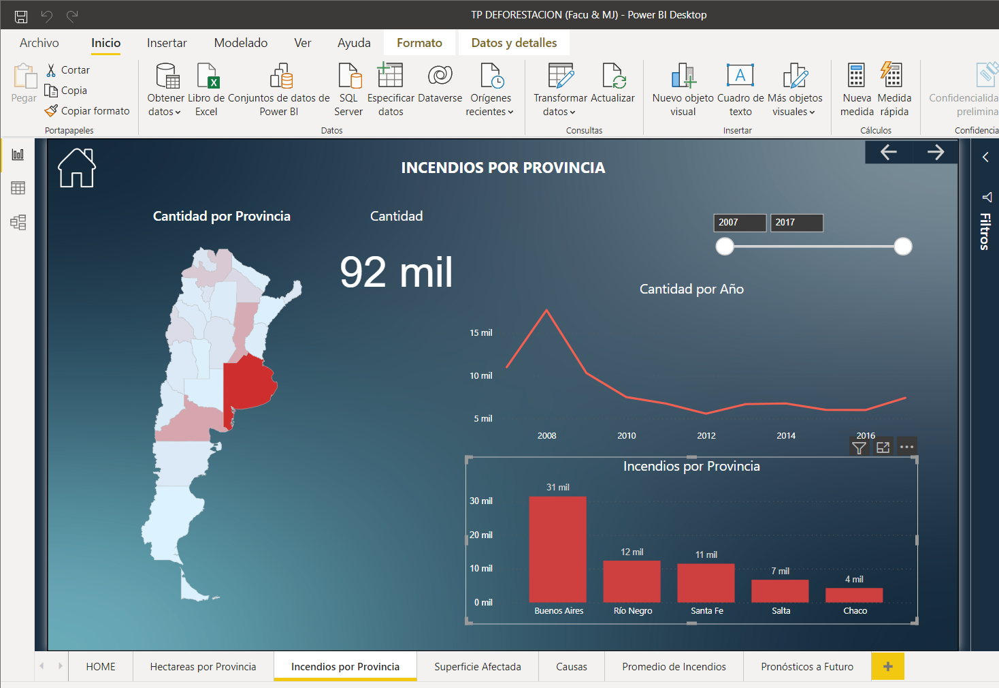 TP DEFORESTACION (Facu & MJ) - Power BI Desktop
Archivo Inicio Insertar Modelado Ver Ayuda Formato Datos y detalles
Pegar
Cortar
Copia
Copiar formato
Portapapeles
Obtener
datos
Libro de
Excel
Conjuntos de datos de
Power BI
SQL
Server
Especificar
datos
Dataverse
Orígenes
recientes
Datos
Transformar
datos
Actualizar
Consultas
Nuevo objeto
visual
Cuadro de
texto
Más objetos
visuales
Insertar
Nueva
medida
Medida
rápida
Cálculos
Confidencialida
prelimina
Confidencia
INCENDIOS POR PROVINCIA
Cantidad por Provincia
Cantidad
92 mil
2007 2017
Cantidad por Año
15 mil
10 mil
5 mil
2008 2010 2012 2014 2016
Incendios por Provincia
30 mil
20 mil
10 mil
0 mil
31 mil
12 mil
11 mil
7 mil
4 mil
Buenos Aires Río Negro Santa Fe Salta Chaco
Filtros
HOME Hectareas por Provincia Incendios por Provincia Superficie Afectada Causas Promedio de Incendios Pronósticos a Futuro